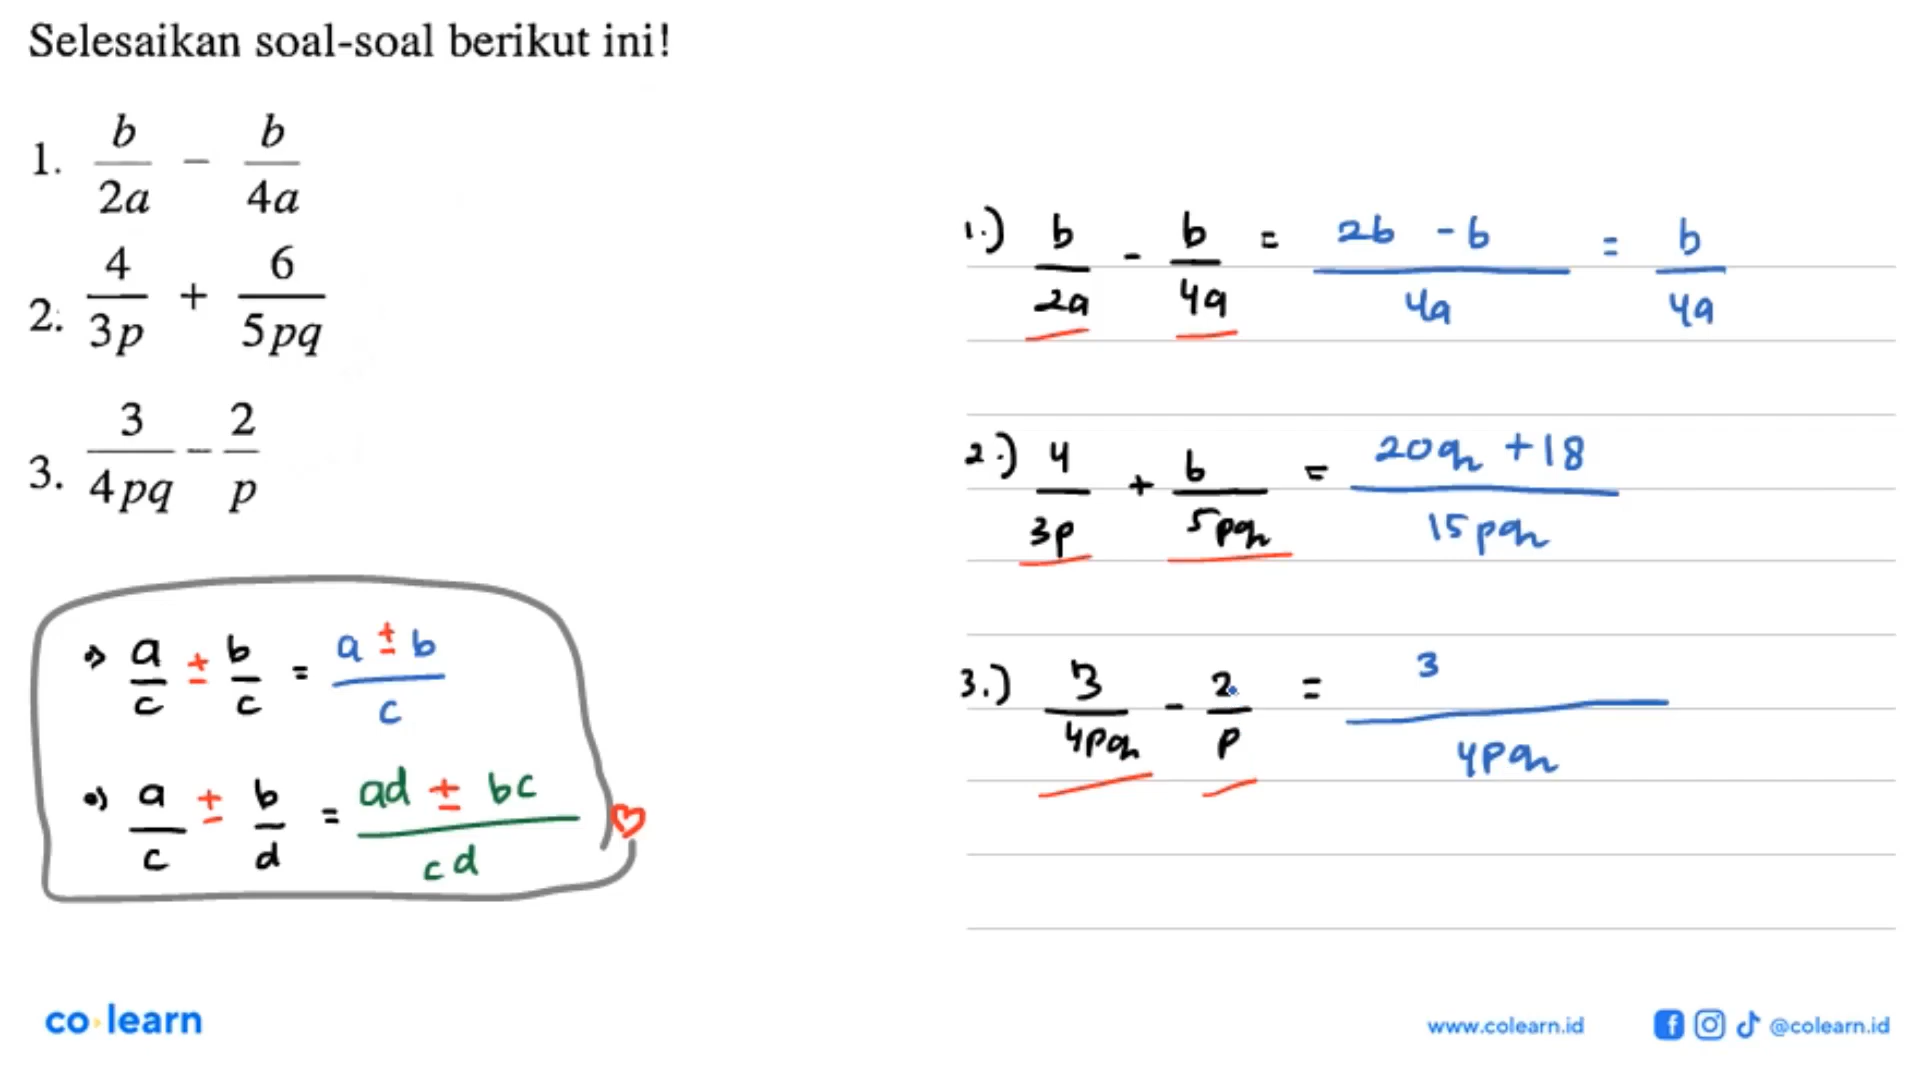 Selesaikan soal-soal berikut ini!
1. b/2a - b/4a
2. 4/3p + 6/5pq
3. 3/4pq - 2/p
a/c ± b/c = a ± b/c
a/c ± b/d = ad ± bc/cd
1.) b/2a - b/4a = 2b - b/4a = b/4a
2.) 4/3p + 6/5pq = 20q + 18/15pq
3.) 3/4pq - 2/p = 3/4pq
co learn
www.colearn.id
@colearn.id